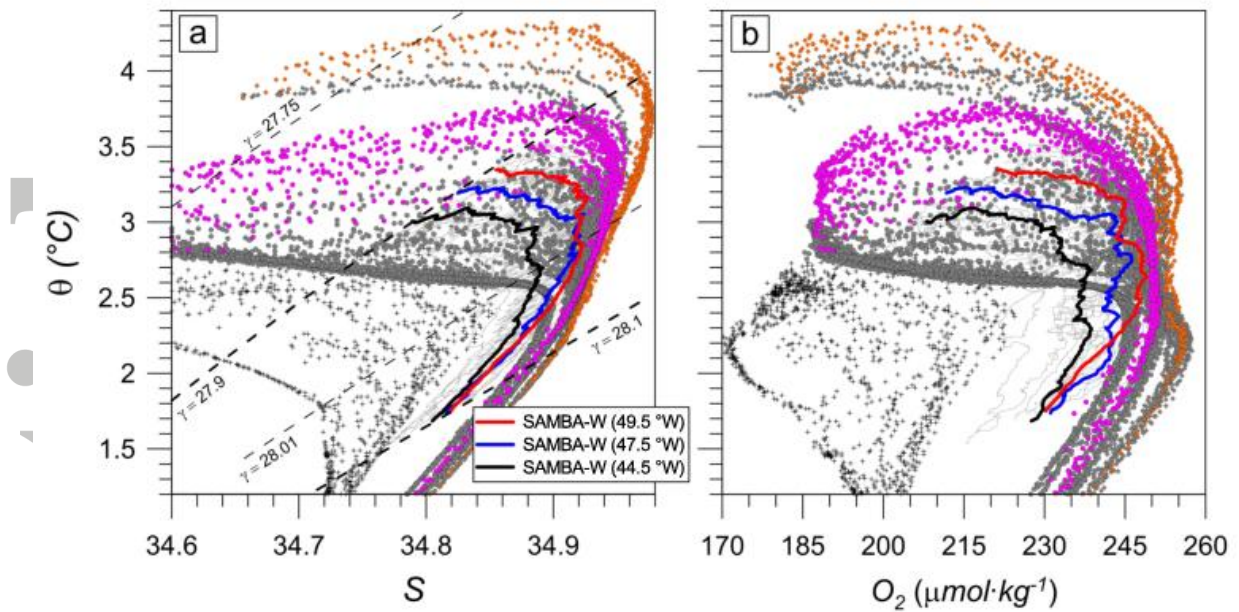 a
b
4
3.5
3
2.5
2
1.5
θ (°C)
γ = 27.75
γ = 27.9
γ = 28.01
γ = 28.1
SAMBA-W (49.5 °W)
SAMBA-W (47.5 °W)
SAMBA-W (44.5 °W)
34.6 34.7 34.8 34.9
170 185 200 215 230 245 260
S
O₂ (μmol·kg⁻¹)